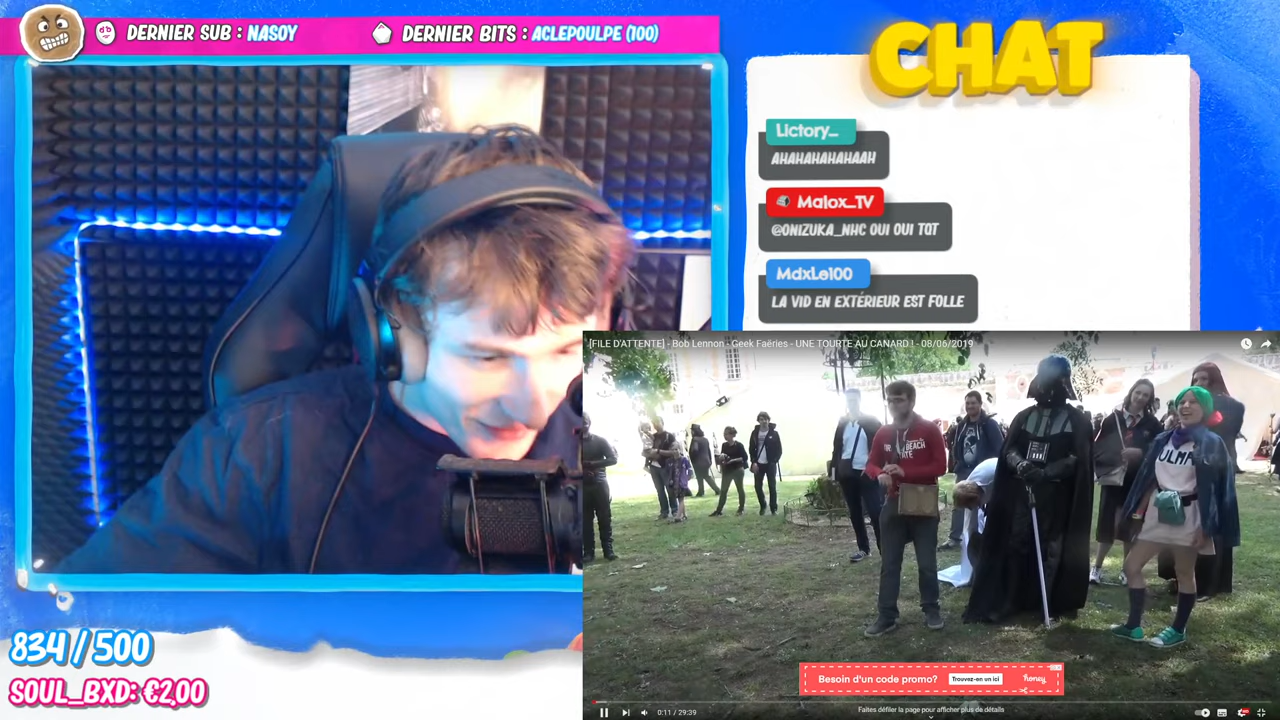 DERNIER SUB : NASOY
DERNIER BITS : ACLEPOULPE (100)
CHAT
Lictory_
AHAHAHAHAHAAH
Malox_TV
@ONIZUKA_NHC OUI OUI TQT
MdxLe100
LA VID EN EXTÉRIEUR EST FOLLE
[FILE D'ATTENTE] - Bob Lennon - Geek Faëries - UNE TOURTE AU CANARD ! - 08/06/2019
BEACH
ULMA
Besoin d'un code promo? Trouvez-en un ici honey
0:11 / 29:39
Faites défiler la page pour afficher plus de détails
834 / 500
SOUL_BXD: €2,00